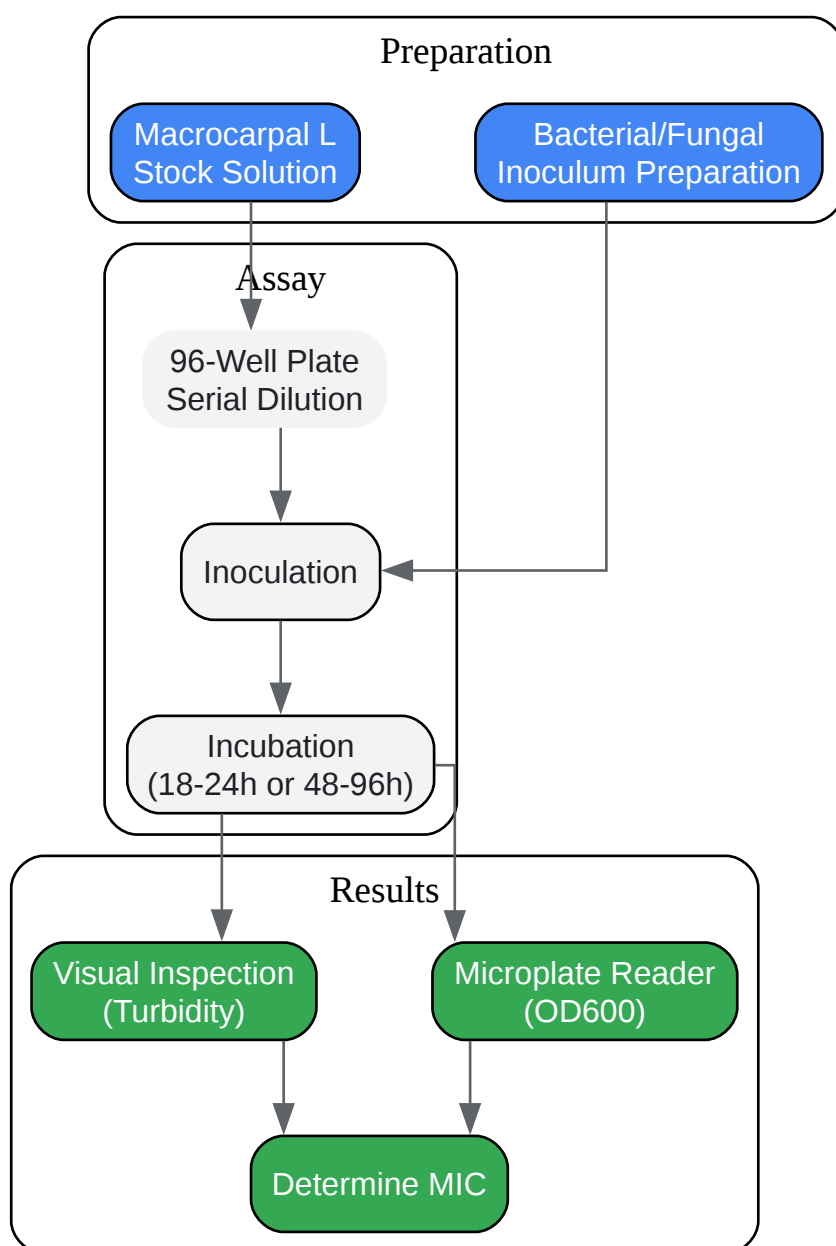 Preparation
Macrocarpal L
Stock Solution
Bacterial/Fungal
Inoculum Preparation
Assay
96-Well Plate
Serial Dilution
Inoculation
Incubation
(18-24h or 48-96h)
Results
Visual Inspection
(Turbidity)
Microplate Reader
(OD600)
Determine MIC